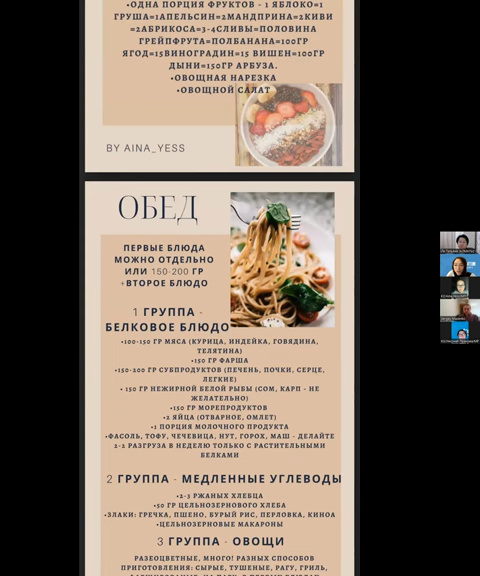 •ОДНА ПОРЦИЯ ФРУКТОВ - 1 ЯБЛОКО=1
ГРУША=1АПЕЛЬСИН=2МАНДПРИНА=2КИВИ
=2АБРИКОСА=3-4СЛИВЫ=ПОЛОВИНА
ГРЕЙПФРУТА=ПОЛБАНАНА=100ГР
ЯГОД=15ВИНОГРАДИН=15 ВИШЕН=100ГР
ДЫНИ=150ГР АРБУЗА.
•ОВОЩНАЯ НАРЕЗКА
•ОВОЩНОЙ САЛАТ
BY AINA_YESS
ОБЕД
ПЕРВЫЕ БЛЮДА
МОЖНО ОТДЕЛЬНО
ИЛИ 150-200 ГР
+ВТОРОЕ БЛЮДО
1 ГРУППА -
БЕЛКОВОЕ БЛЮДО
•100-150 ГР МЯСА (КУРИЦА, ИНДЕЙКА, ГОВЯДИНА,
ТЕЛЯТИНА)
•150 ГР ФАРША
•150-200 ГР СУБПРОДУКТОВ (ПЕЧЕНЬ, ПОЧКИ, СЕРЦЕ,
ЛЕГКИЕ)
• 150 ГР НЕЖИРНОЙ БЕЛОЙ РЫБЫ (СОМ, КАРП - НЕ
ЖЕЛАТЕЛЬНО)
•150 ГР МОРЕПРОДУКТОВ
•2 ЯЙЦА (ОТВАРНОЕ, ОМЛЕТ)
•1 ПОРЦИЯ МОЛОЧНОГО ПРОДУКТА
•ФАСОЛЬ, ТОФУ, ЧЕЧЕВИЦА, НУТ, ГОРОХ, МАШ - ДЕЛАЙТЕ
2-2 РАЗГРУЗА В НЕДЕЛЮ ТОЛЬКО С РАСТИТЕЛЬНЫМИ
БЕЛКАМИ
2 ГРУППА - МЕДЛЕННЫЕ УГЛЕВОДЫ
•2-3 РЖАНЫХ ХЛЕБЦА
•50 ГР ЦЕЛЬНОЗЕРНОВОГО ХЛЕБА
•ЗЛАКИ: ГРЕЧКА, ПШЕНО, БУРЫЙ РИС, ПЕРЛОВКА, КИНОА
•ЦЕЛЬНОЗЕРНОВЫЕ МАКАРОНЫ
3 ГРУППА - ОВОЩИ
РАЗЕОЦВЕТНЫЕ, МНОГО! РАЗНЫХ СПОСОБОВ
ПРИГОТОВЛЕНИЯ: СЫРЫЕ, ТУШЕНЫЕ, РАГУ, ГРИЛЬ,